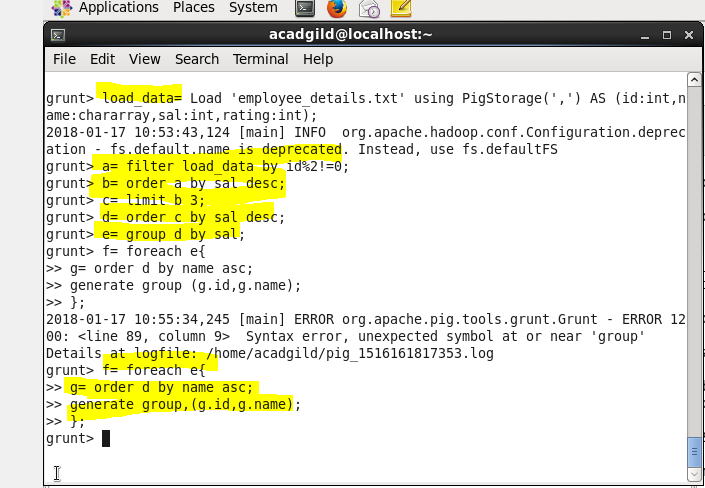 Applications Places System
acadgild@localhost:~
File Edit View Search Terminal Help
grunt> load_data= Load 'employee_details.txt' using PigStorage(',') AS (id:int,n
ame:chararray,sal:int,rating:int);
2018-01-17 10:53:43,124 [main] INFO  org.apache.hadoop.conf.Configuration.deprec
ation - fs.default.name is deprecated. Instead, use fs.defaultFS
grunt> a= filter load_data by id%2!=0;
grunt> b= order a by sal desc;
grunt> c= limit b 3;
grunt> d= order c by sal desc;
grunt> e= group d by sal;
grunt> f= foreach e{
>> g= order d by name asc;
>> generate group (g.id,g.name);
>> };
2018-01-17 10:55:34,245 [main] ERROR org.apache.pig.tools.grunt.Grunt - ERROR 12
00: <line 89, column 9>  Syntax error, unexpected symbol at or near 'group'
Details at logfile: /home/acadgild/pig_1516161817353.log
grunt> f= foreach e{
>> g= order d by name asc;
>> generate group,(g.id,g.name);
>> };
grunt>